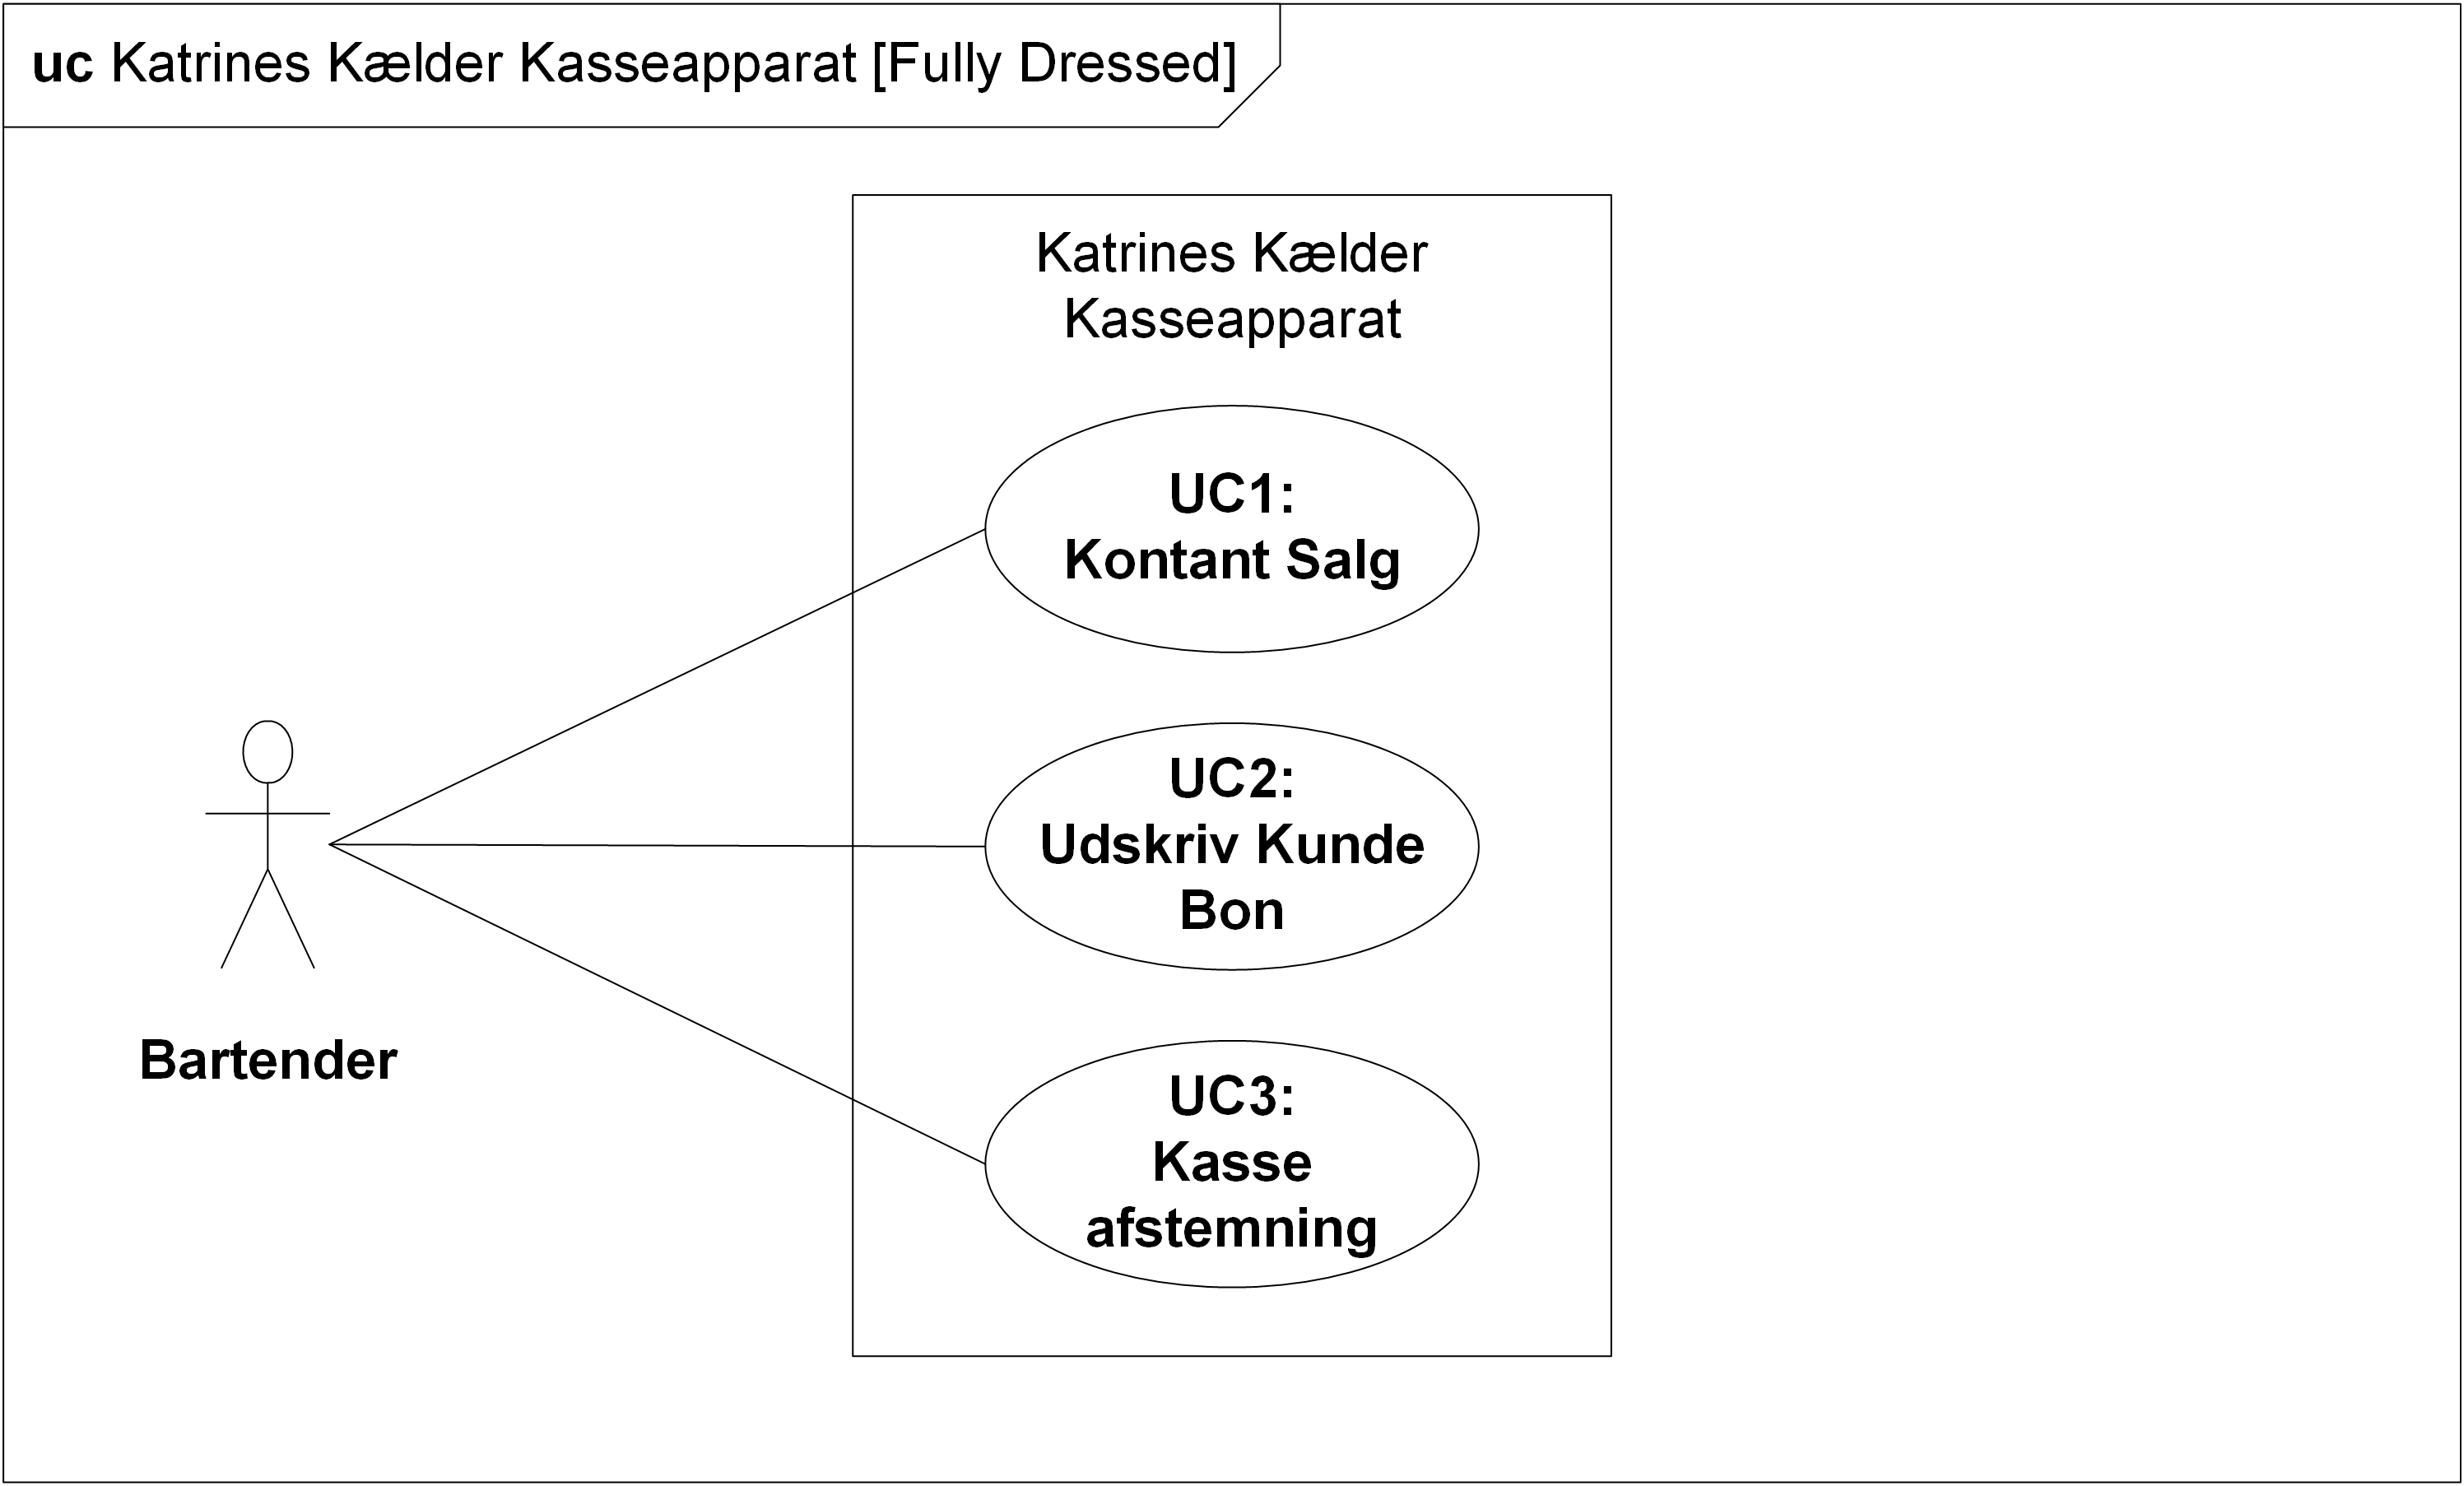 uc Katrines Kælder Kasseapparat [Fully Dressed]
Katrines Kælder
Kasseapparat
UC1:
Kontant Salg
UC2:
Udskriv Kunde
Bon
Bartender
UC3:
Kasse
afstemning